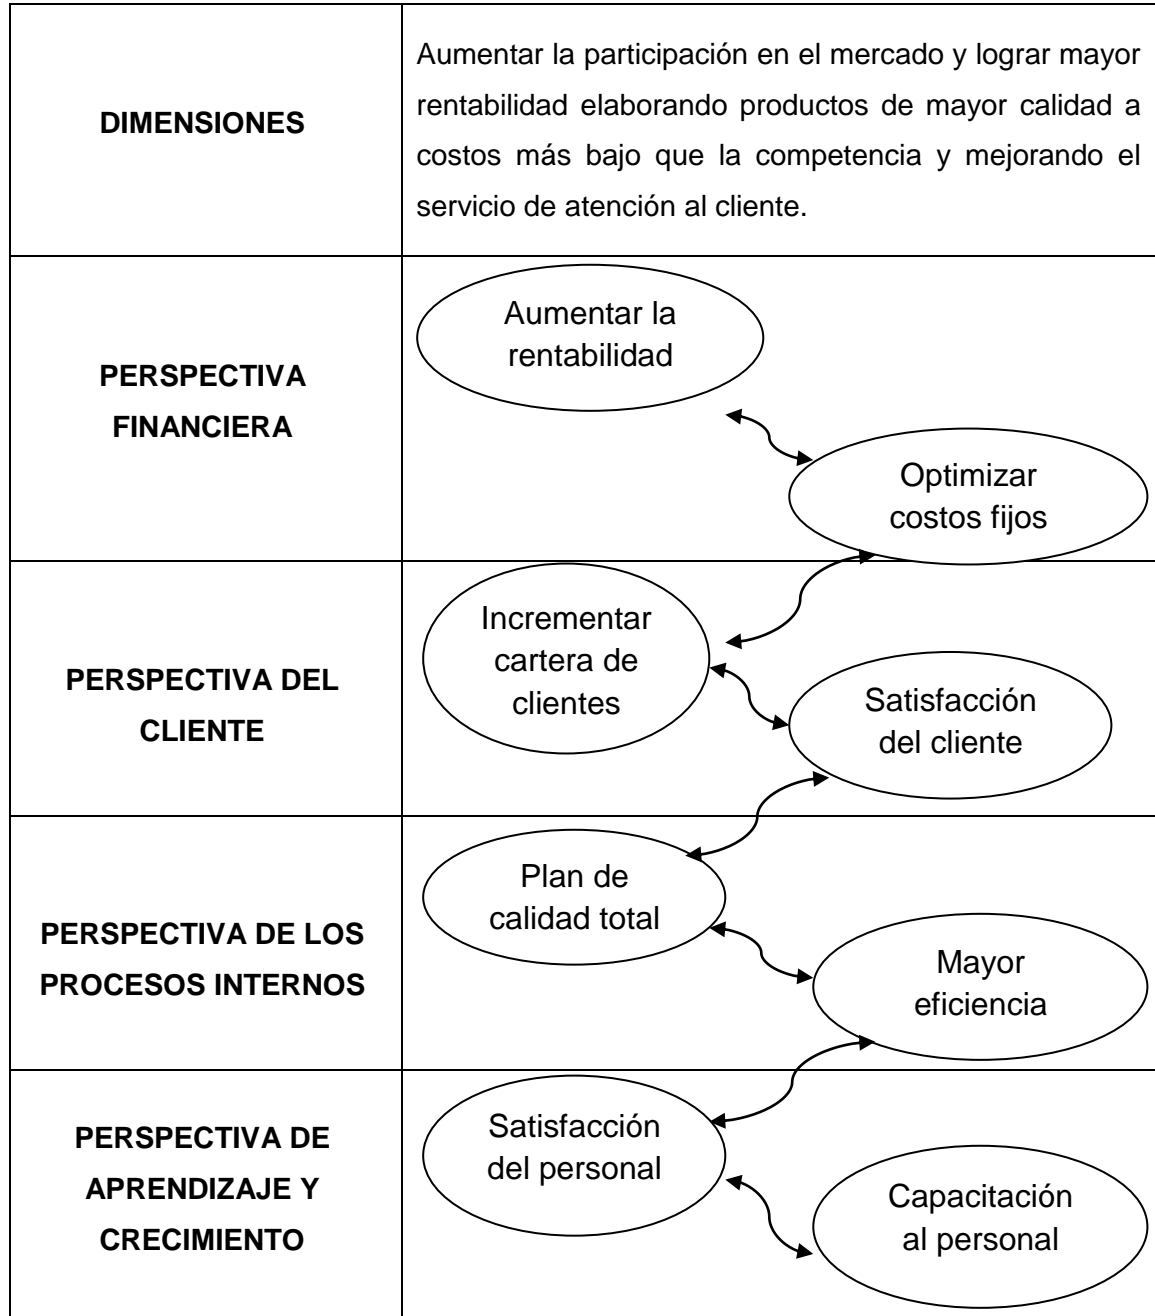 DIMENSIONES
Aumentar la participación en el mercado y lograr mayor
rentabilidad elaborando productos de mayor calidad a
costos más bajo que la competencia y mejorando el
servicio de atención al cliente.
PERSPECTIVA
FINANCIERA
Aumentar la
rentabilidad
Optimizar
costos fijos
PERSPECTIVA DEL
CLIENTE
Incrementar
cartera de
clientes
Satisfacción
del cliente
PERSPECTIVA DE LOS
PROCESOS INTERNOS
Plan de
calidad total
Mayor
eficiencia
PERSPECTIVA DE
APRENDIZAJE Y
CRECIMIENTO
Satisfacción
del personal
Capacitación
al personal